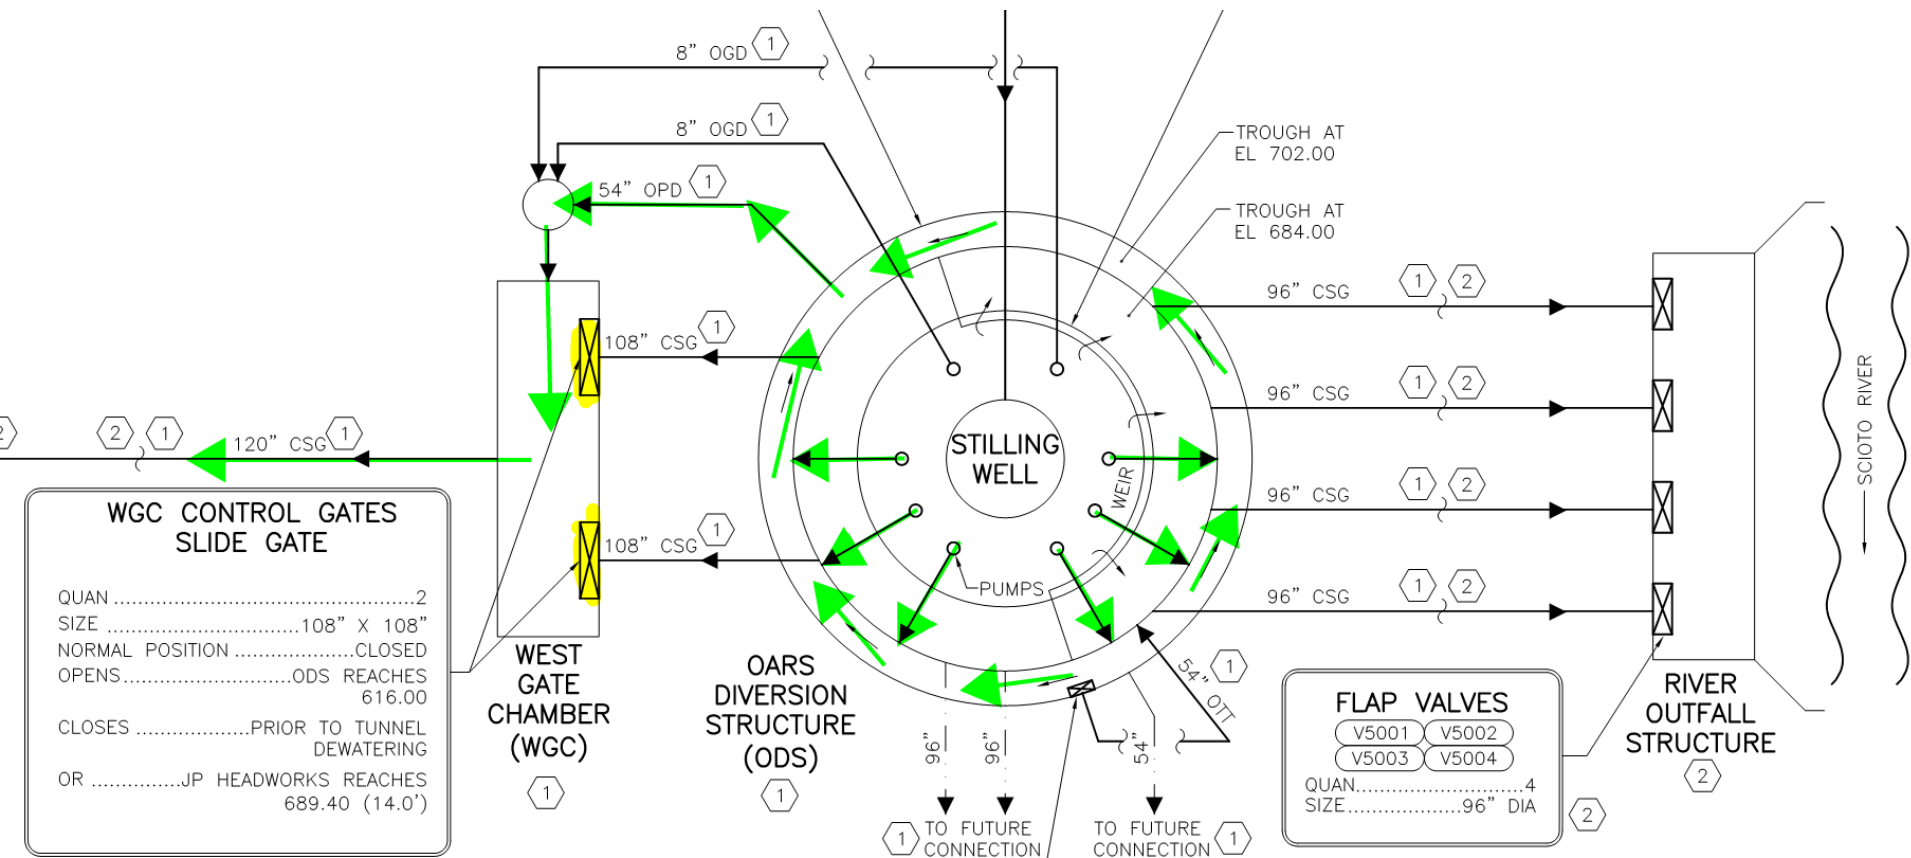 8” OGD 1
8” OGD 1
54” OPD 1
TROUGH AT
EL 702.00
TROUGH AT
EL 684.00
96” CSG 1 2
108” CSG 1
96” CSG 1 2
SCIOTO RIVER
2
2 1
120” CSG 1
STILLING
WELL
WEIR
96” CSG 1 2
108” CSG 1
PUMPS
96” CSG 1 2
WGC CONTROL GATES
SLIDE GATE
QUAN ........................................2
SIZE .........................108” X 108”
NORMAL POSITION ................CLOSED
OPENS......................ODS REACHES
616.00
CLOSES ...............PRIOR TO TUNNEL
DEWATERING
OR ..............JP HEADWORKS REACHES
689.40 (14.0’)
WEST
GATE
CHAMBER
(WGC)
1
OARS
DIVERSION
STRUCTURE
(ODS)
1
96”
96”
54”
54” OTT 1
1 TO FUTURE
CONNECTION
TO FUTURE
CONNECTION 1
FLAP VALVES
V5001 V5002
V5003 V5004
QUAN........................4
SIZE................96” DIA
2
RIVER
OUTFALL
STRUCTURE
2